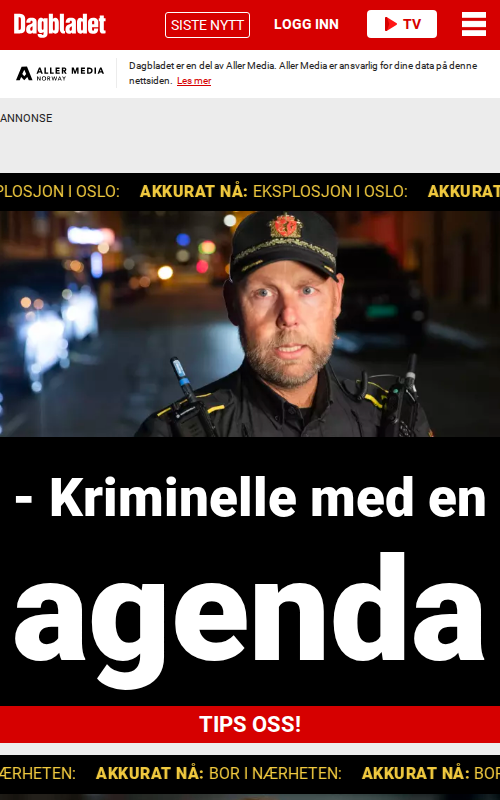 Dagbladet
SISTE NYTT
LOGG INN
TV
ALLER MEDIA
NORWAY
Dagbladet er en del av Aller Media. Aller Media er ansvarlig for dine data på denne
nettsiden. Les mer
ANNONSE
PLOSJON I OSLO: AKKURAT NÅ: EKSPLOSJON I OSLO: AKKURAT
- Kriminelle med en
agenda
TIPS OSS!
ÆRHETEN: AKKURAT NÅ: BOR I NÆRHETEN: AKKURAT NÅ: BOR